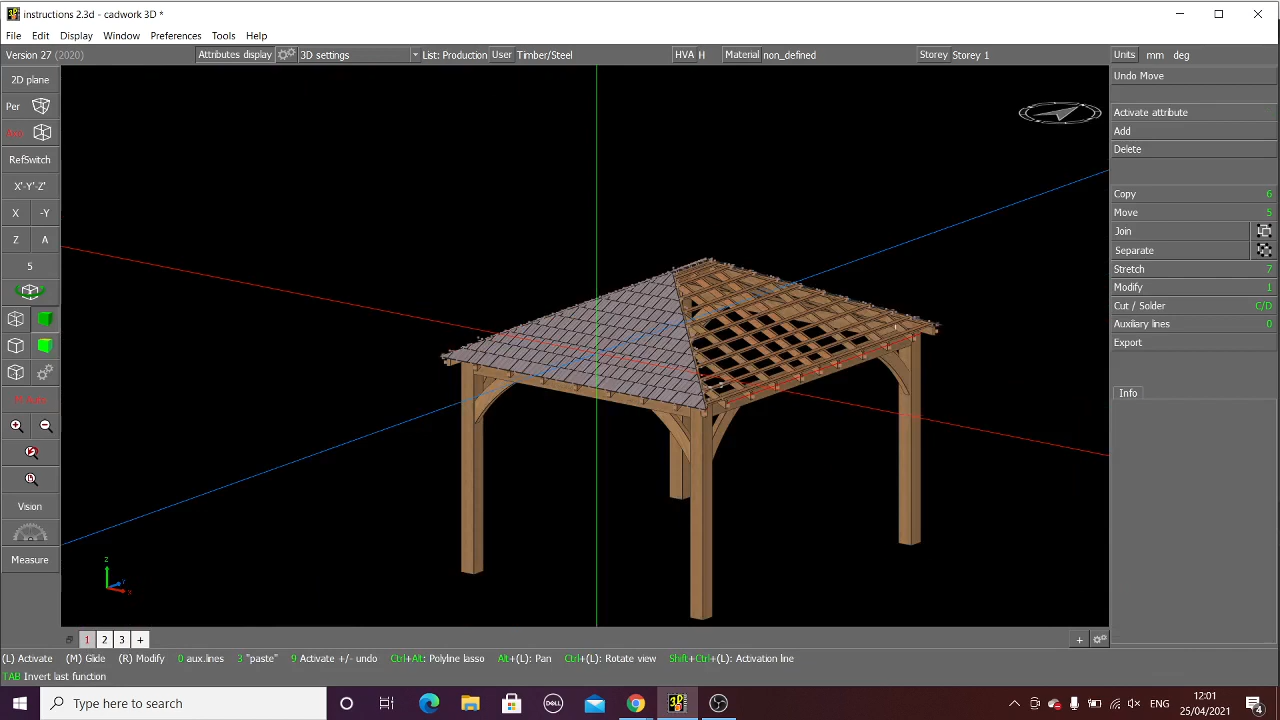 instructions 2.3d - cadwork 3D *
File Edit Display Window Preferences Tools Help
Version 27 (2020) Attributes display 3D settings List: Production User Timber/Steel HVA H Material non_defined Storey Storey 1 Units mm deg
2D plane
Per
RefSwitch
X'-Y'-Z'
X -Y
Z A
5
Vision
Measure
Undo Move
Activate attribute
Add
Delete
Copy 6
Move 5
Join
Separate
Stretch 7
Modify 1
Cut / Solder C/D
Auxiliary lines 0
Export
Info
z
x
1 2 3 + +
(L) Activate (M) Glide (R) Modify 0 aux.lines 3 "paste" 9 Activate +/- undo Ctrl+Alt: Polyline lasso Alt+(L): Pan Ctrl+(L): Rotate view Shift+Ctrl+(L): Activation line
TAB Invert last function
Type here to search
DELL
3D
ENG
12:01
25/04/2021
4